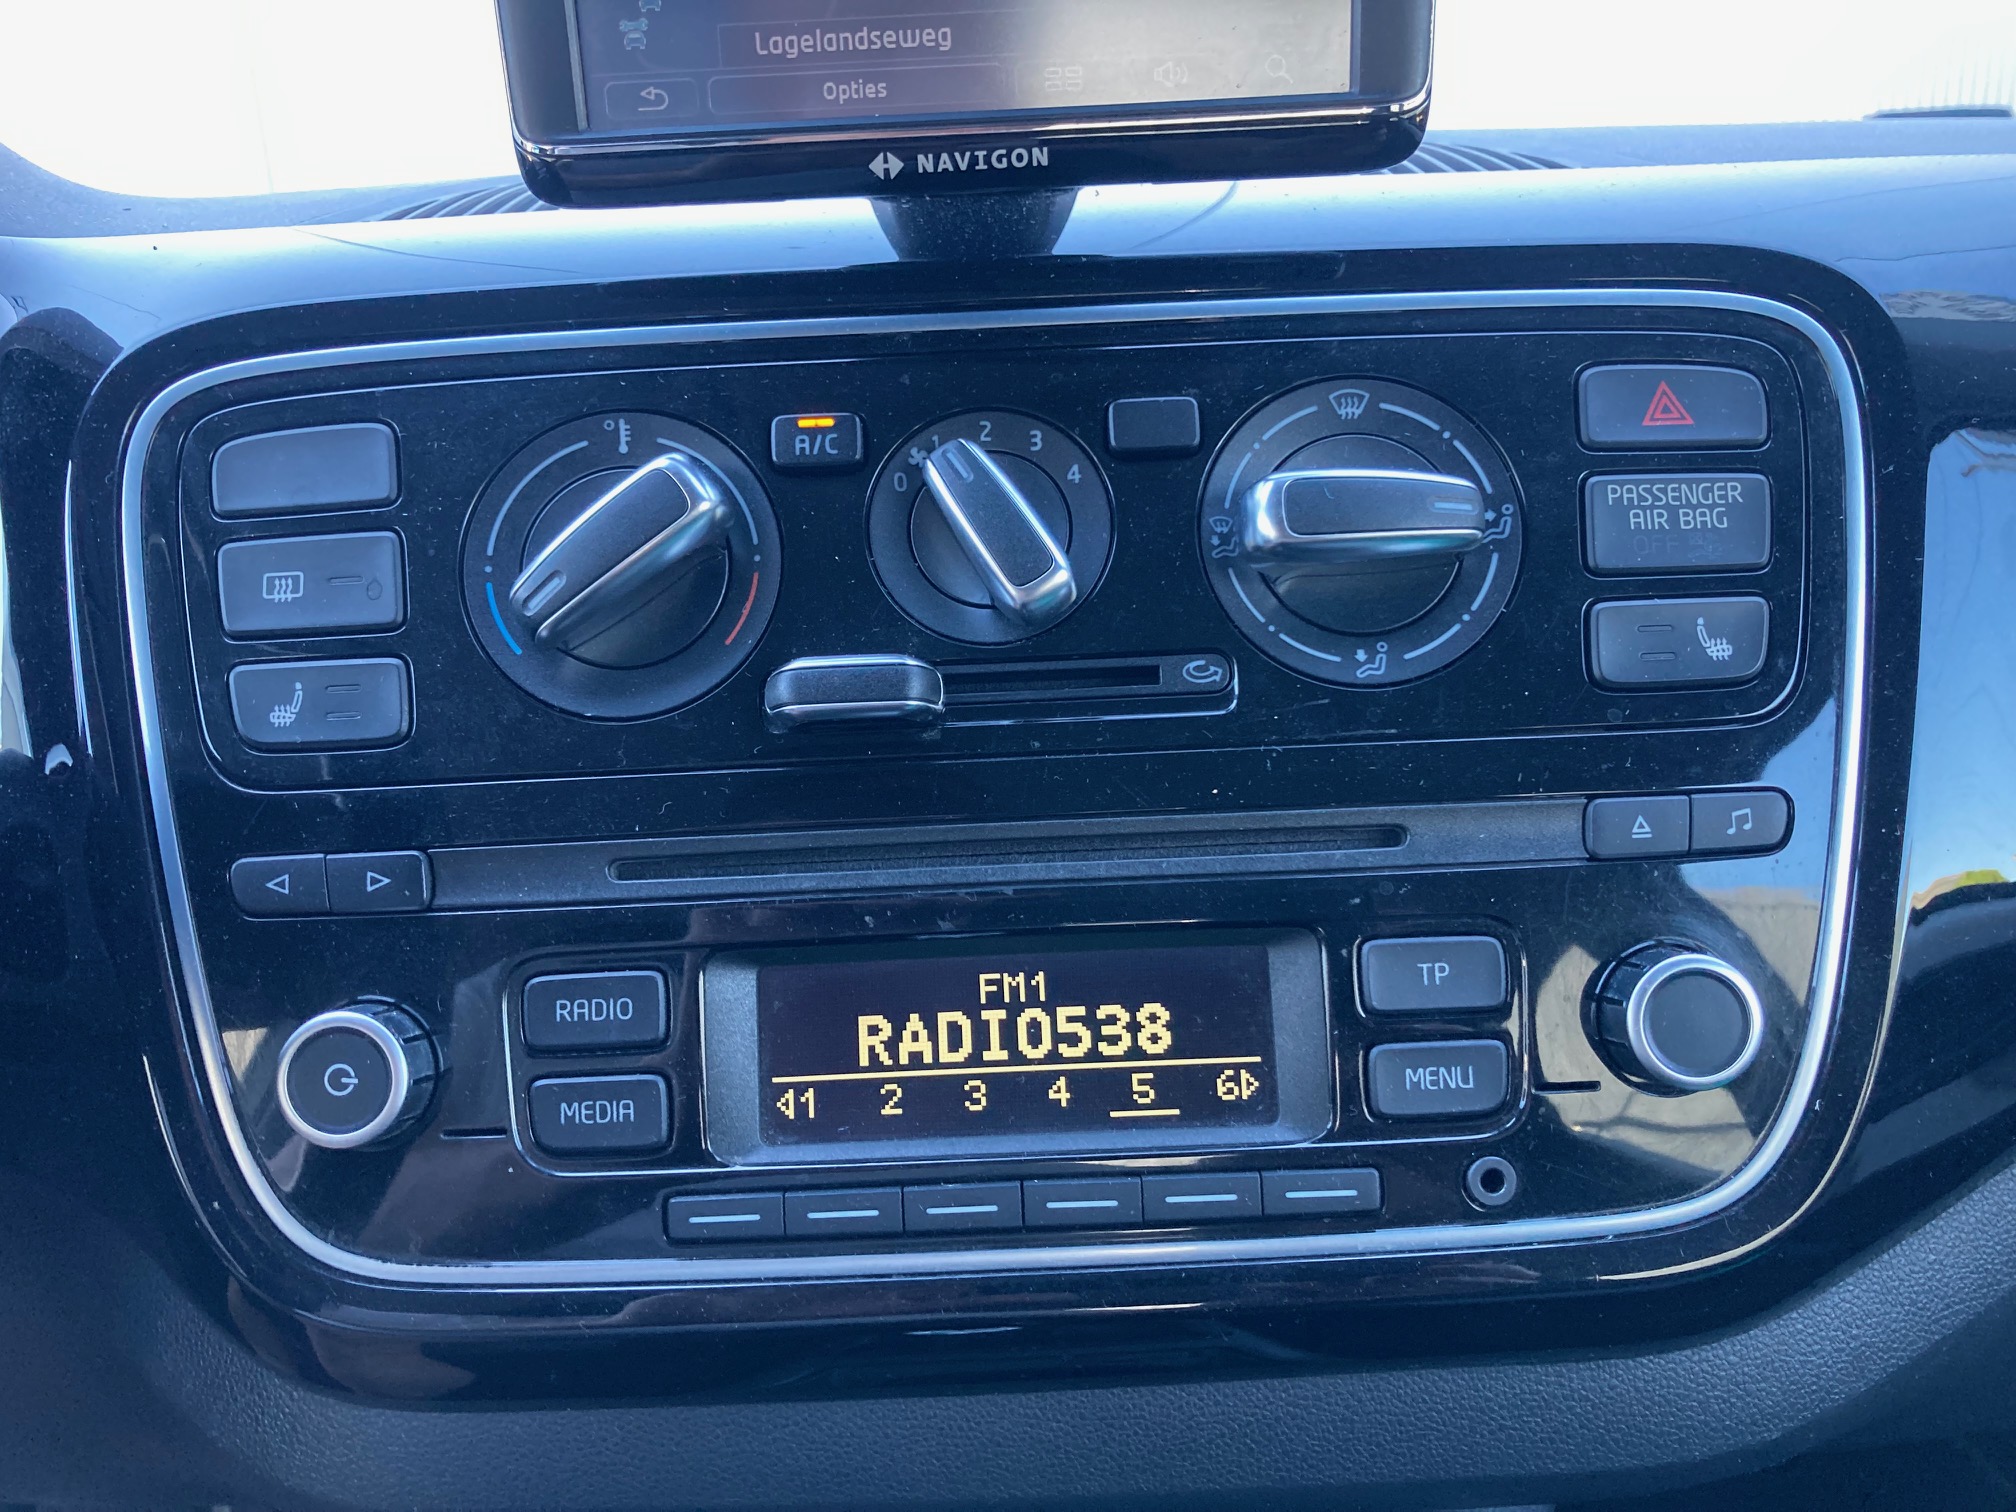 Lagelandseweg
Opties
NAVIGON
A/C
0 1 2 3 4
PASSENGER
AIR BAG
OFF
RADIO
MEDIA
FM1
RADIO538
1 2 3 4 5 6
TP
MENU